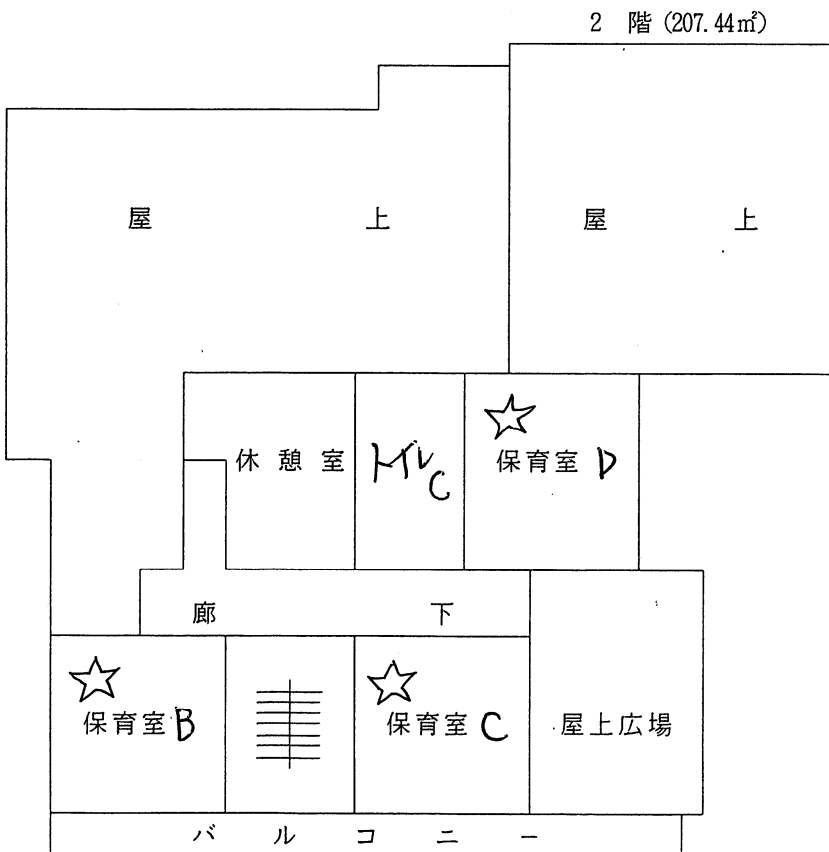 2 階 (207.44㎡)
屋 上
屋 上
休 憩 室
トイレC
保育室 D
廊 下
保育室 B
保育室 C
屋上広場
バ ル コ ニ ー